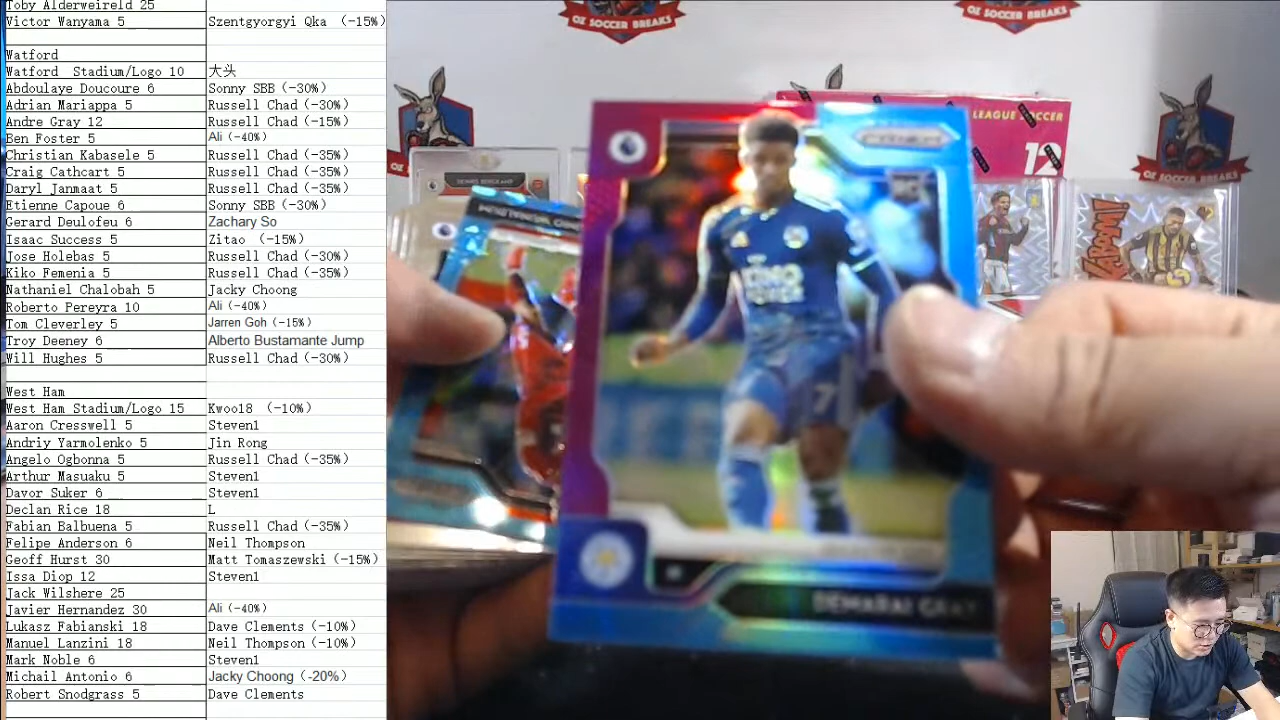 Toby Alderweireld 25
Victor Wanyama 5 Szentgyorgyi Qka (-15%)
Watford
Watford Stadium/Logo 10 大头
Abdoulaye Doucoure 6 Sonny SBB (-30%)
Adrian Mariappa 5 Russell Chad (-30%)
Andre Gray 12 Russell Chad (-15%)
Ben Foster 5 Ali (-40%)
Christian Kabasele 5 Russell Chad (-35%)
Craig Cathcart 5 Russell Chad (-35%)
Daryl Janmaat 5 Russell Chad (-35%)
Etienne Capoue 6 Sonny SBB (-30%)
Gerard Deulofeu 6 Zachary So
Isaac Success 5 Zitao (-15%)
Jose Holebas 5 Russell Chad (-30%)
Kiko Femenia 5 Russell Chad (-35%)
Nathaniel Chalobah 5 Jacky Choong
Roberto Pereyra 10 Ali (-40%)
Tom Cleverley 5 Jarren Goh (-15%)
Troy Deeney 6 Alberto Bustamante Jump
Will Hughes 5 Russell Chad (-30%)
West Ham
West Ham Stadium/Logo 15 Kwoo18 (-10%)
Aaron Cresswell 5 Steven1
Andriy Yarmolenko 5 Jin Rong
Angelo Ogbonna 5 Russell Chad (-35%)
Arthur Masuaku 5 Steven1
Davor Suker 6 Steven1
Declan Rice 18 L
Fabian Balbuena 5 Russell Chad (-35%)
Felipe Anderson 6 Neil Thompson
Geoff Hurst 30 Matt Tomaszewski (-15%)
Issa Diop 12 Steven1
Jack Wilshere 25
Javier Hernandez 30 Ali (-40%)
Lukasz Fabianski 18 Dave Clements (-10%)
Manuel Lanzini 18 Neil Thompson (-10%)
Mark Noble 6 Steven1
Michail Antonio 6 Jacky Choong (-20%)
Robert Snodgrass 5 Dave Clements
OZ SOCCER BREAKS
OZ SOCCER BREAKS
LEAGUE SOCCER
12
OZ SOCCER BREAKS
DENNIS BERGKAMP
PRIZM
RC
KING
POWER
7
DEMARAI GRAY